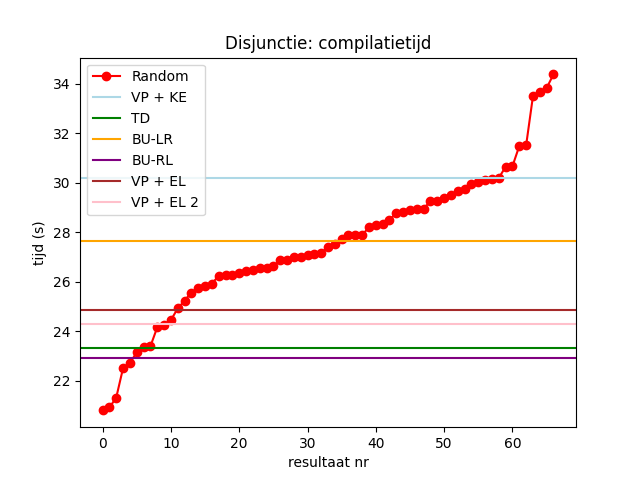 Disjunctie: compilatietijd
tijd (s)
34
32
30
28
26
24
22
Random
VP + KE
TD
BU-LR
BU-RL
VP + EL
VP + EL 2
0
10
20
30
40
50
60
resultaat nr